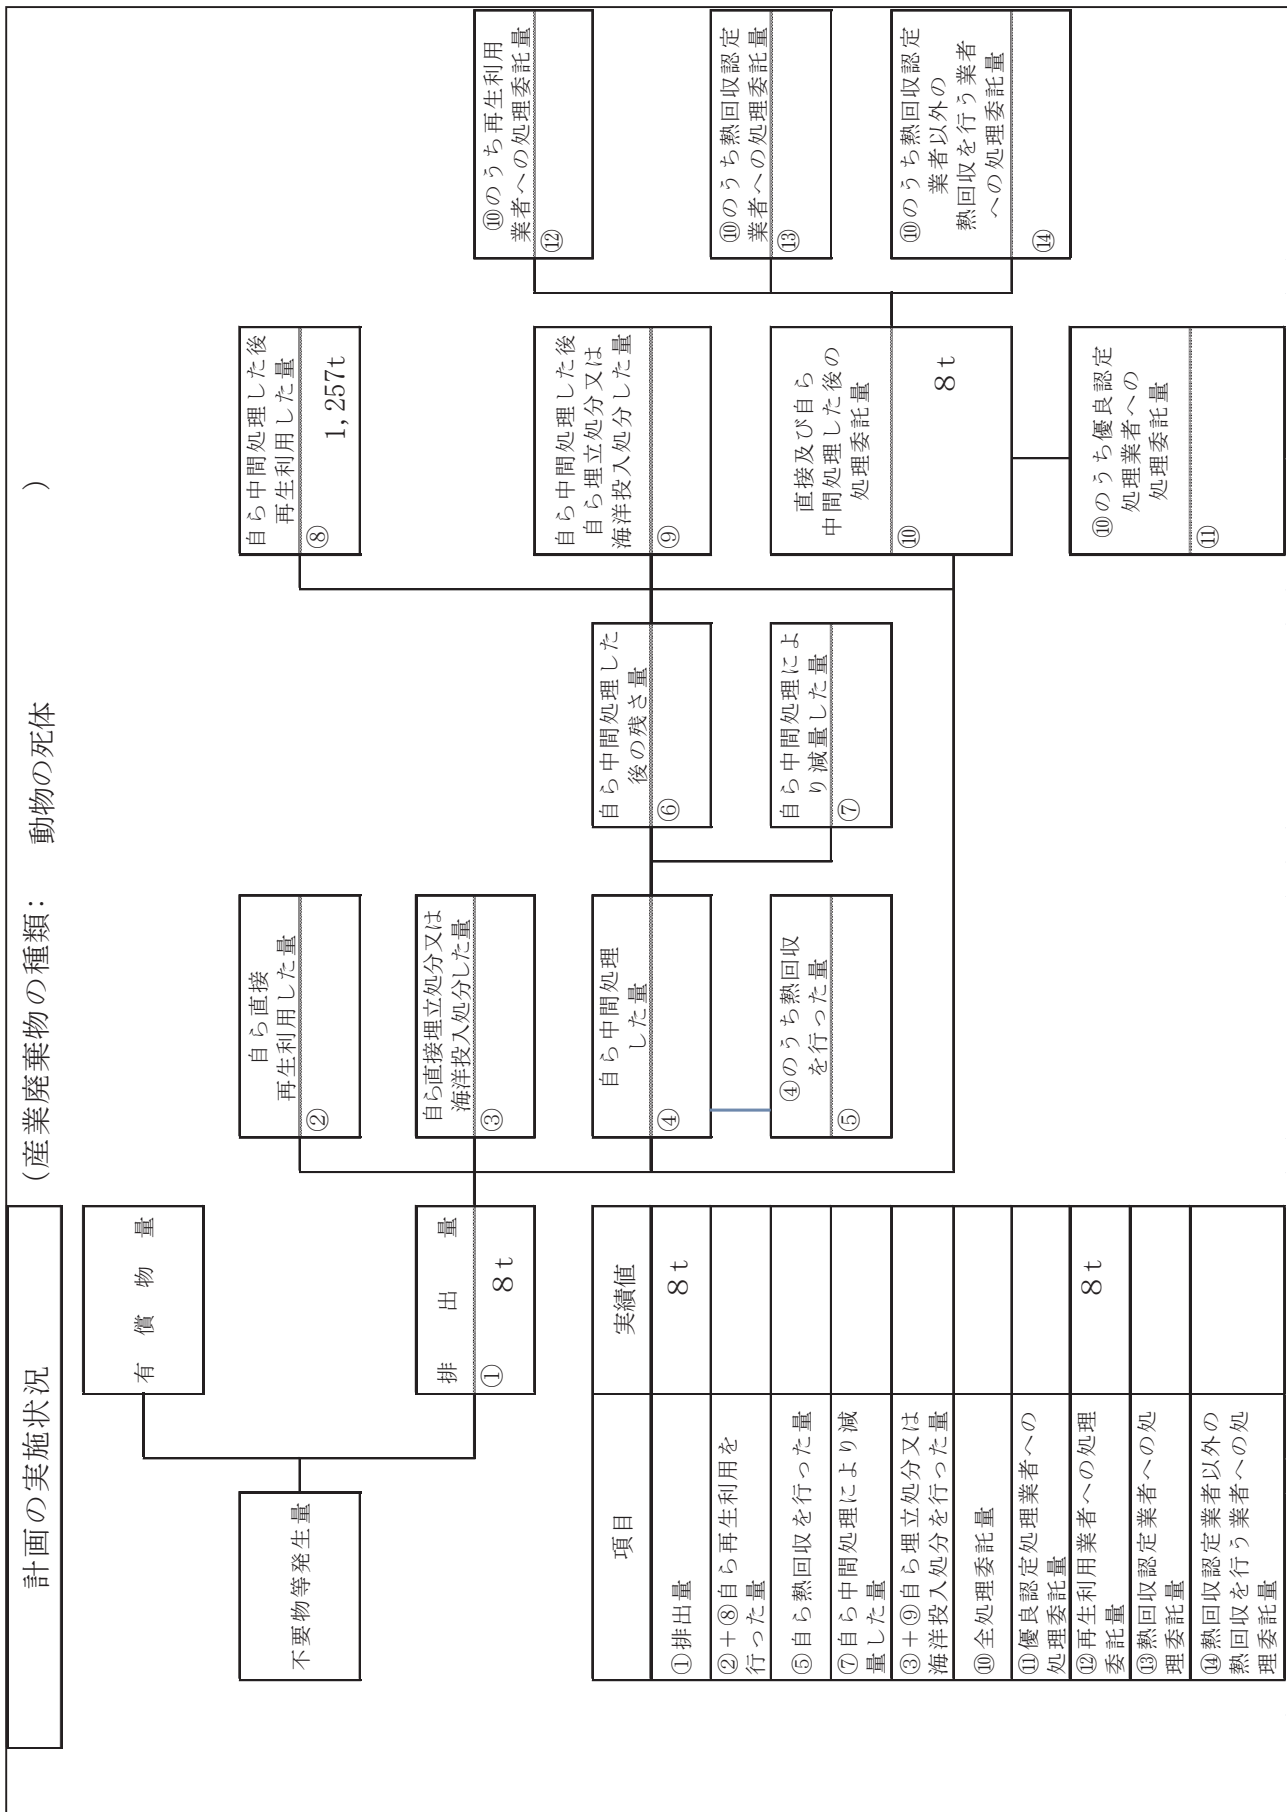 計画の実施状況
（産業廃棄物の種類：　動物の死体　）
不要物等発生量
有償物量
排出量
①
8ｔ
自ら直接
再生利用した量
②
自ら直接埋立処分又は
海洋投入処分した量
③
自ら中間処理
した量
④
④のうち熱回収
を行った量
⑤
自ら中間処理した
後の残さ量
⑥
自ら中間処理によ
り減量した量
⑦
自ら中間処理した後
再生利用した量
⑧
1,257t
自ら中間処理した後
自ら埋立処分又は
海洋投入処分した量
⑨
直接及び自ら
中間処理した後の
処理委託量
⑩
8ｔ
⑩のうち優良認定
処理業者への
処理委託量
⑪
⑩のうち再生利用
業者への処理委託量
⑫
⑩のうち熱回収認定
業者への処理委託量
⑬
⑩のうち熱回収認定
業者以外の
熱回収を行う業者
への処理委託量
⑭
項目　実績値
①排出量　8ｔ
②＋⑧自ら再生利用を
行った量
⑤自ら熱回収を行った量
⑦自ら中間処理により減
量した量
③＋⑨自ら埋立処分又は
海洋投入処分を行った量
⑩全処理委託量
⑪優良認定処理業者への
処理委託量
⑫再生利用業者への処理
委託量　8ｔ
⑬熱回収認定業者への処
理委託量
⑭熱回収認定業者以外の
熱回収を行う業者への処
理委託量